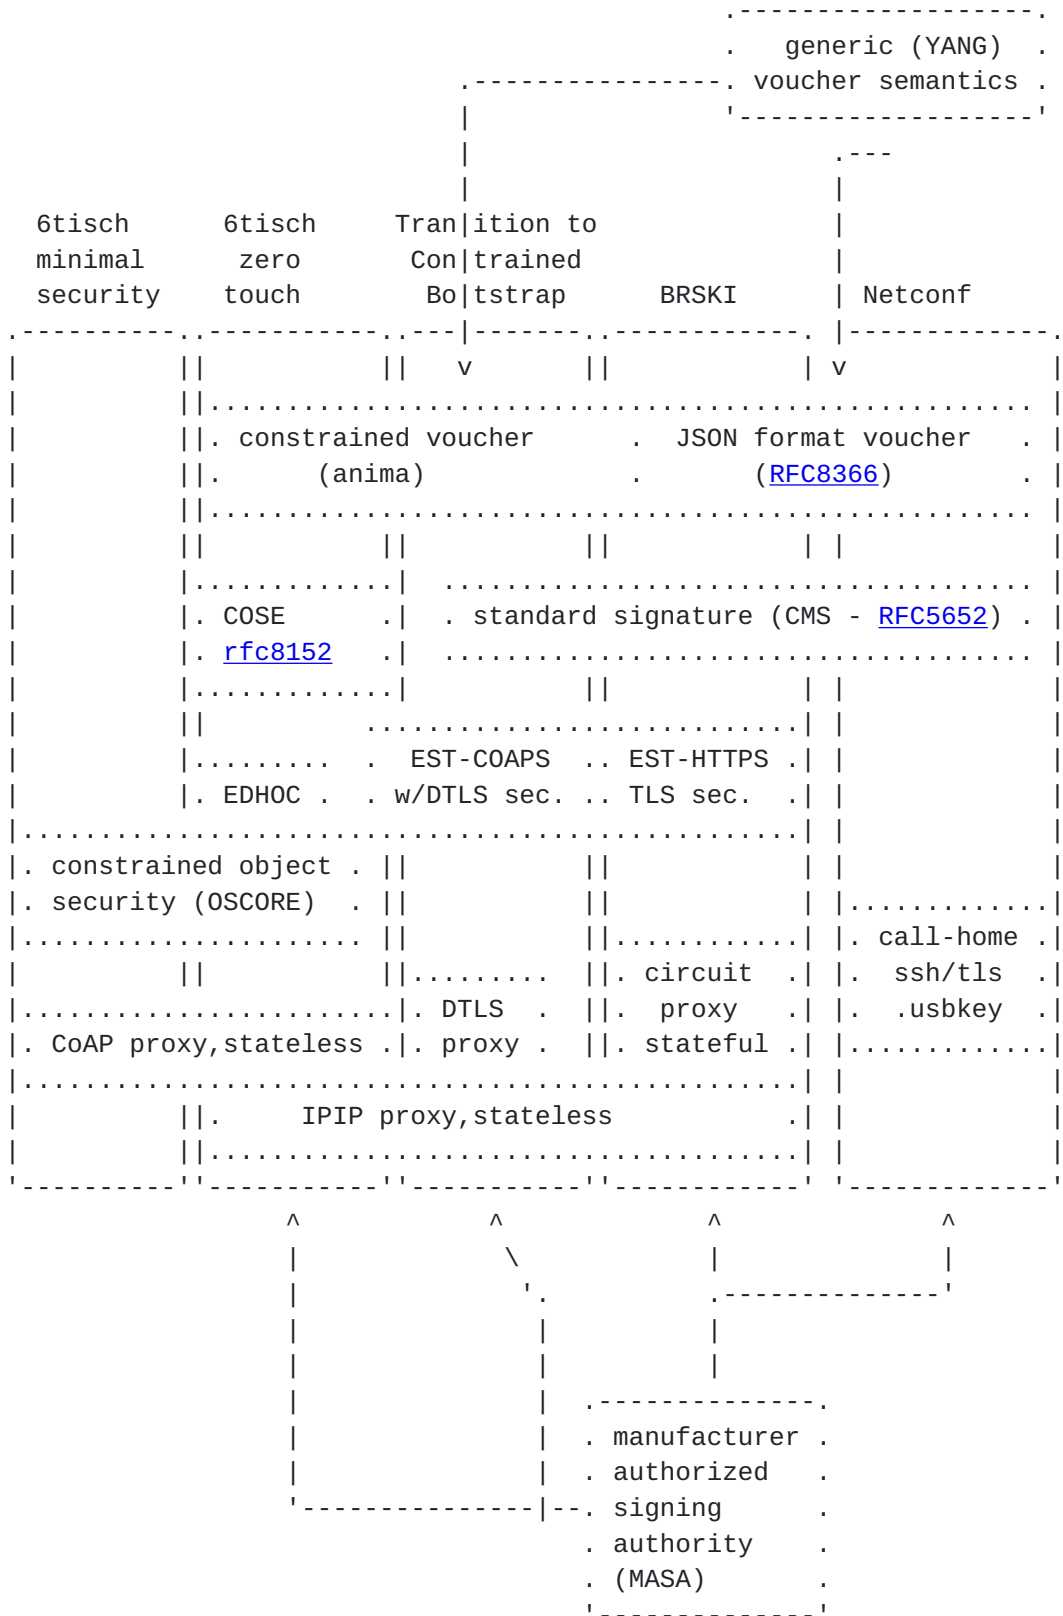 generic (YANG)
voucher semantics
6tisch 6tisch Tran|ition to
minimal zero Con|trained
security touch Bo|tstrap BRSKI | Netconf
v v
constrained voucher . JSON format voucher
(anima) . (RFC8366)
COSE . standard signature (CMS - RFC5652)
rfc8152
EST-COAPS .. EST-HTTPS
EDHOC . . w/DTLS sec. .. TLS sec.
constrained object
security (OSCORE)
call-home
circuit ssh/tls
DTLS . proxy .usbkey
CoAP proxy,stateless .|. proxy . ||. stateful
IPIP proxy,stateless
manufacturer
authorized
signing
authority
(MASA)